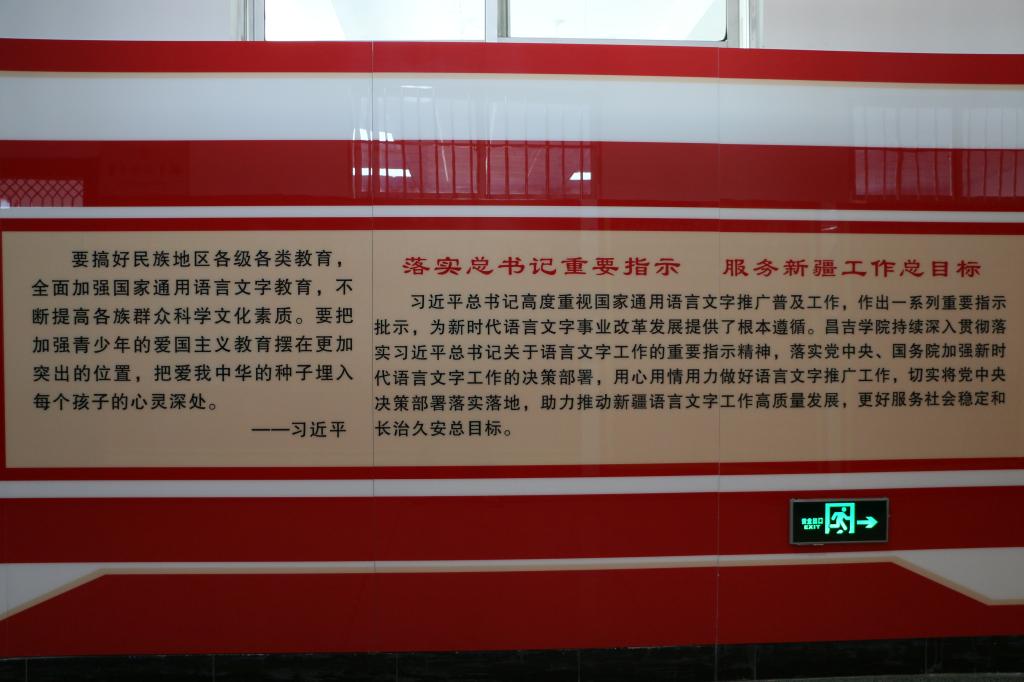 要搞好民族地区各级各类教育，
全面加强国家通用语言文字教育，不
断提高各族群众科学文化素质。要把
加强青少年的爱国主义教育摆在更加
突出的位置，把爱我中华的种子埋入
每个孩子的心灵深处。
——习近平
落实总书记重要指示 服务新疆工作总目标
习近平总书记高度重视国家通用语言文字推广普及工作，作出一系列重要指示
批示，为新时代语言文字事业改革发展提供了根本遵循。昌吉学院持续深入贯彻落
实习近平总书记关于语言文字工作的重要指示精神，落实党中央、国务院加强新时
代语言文字工作的决策部署，用心用情用力做好语言文字推广工作，切实将党中央
决策部署落实落地，助力推动新疆语言文字工作高质量发展，更好服务社会稳定和
长治久安总目标。
安全出口
EXIT